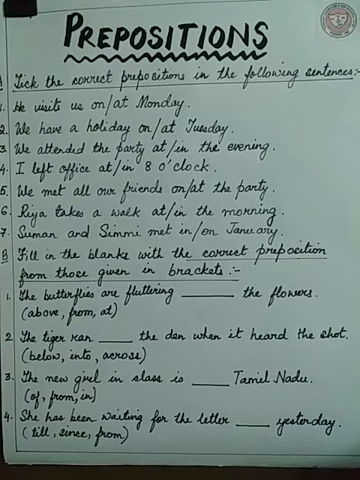 PREPOSITIONS
A Tick the correct prepositions in the following sentences:-
1. He visits us on/at Monday.
2. We have a holiday on/at Tuesday.
3. We attended the party at/in the evening.
4. I left office at/in 8 o'clock.
5. We met all our friends on/at the party.
6. Riya takes a walk at/in the morning.
7. Suman and Simmi met in/on January.
B Fill in the blanks with the correct preposition
from those given in brackets:-
1. The butterflies are fluttering ______ the flowers.
(above, from, at)
2. The tiger ran ____ the den when it heard the shot.
(below, into, across)
3. The new girl in class is ____ Tamil Nadu.
(of, from, in)
4. She has been waiting for the letter ____ yesterday.
(till, since, from)